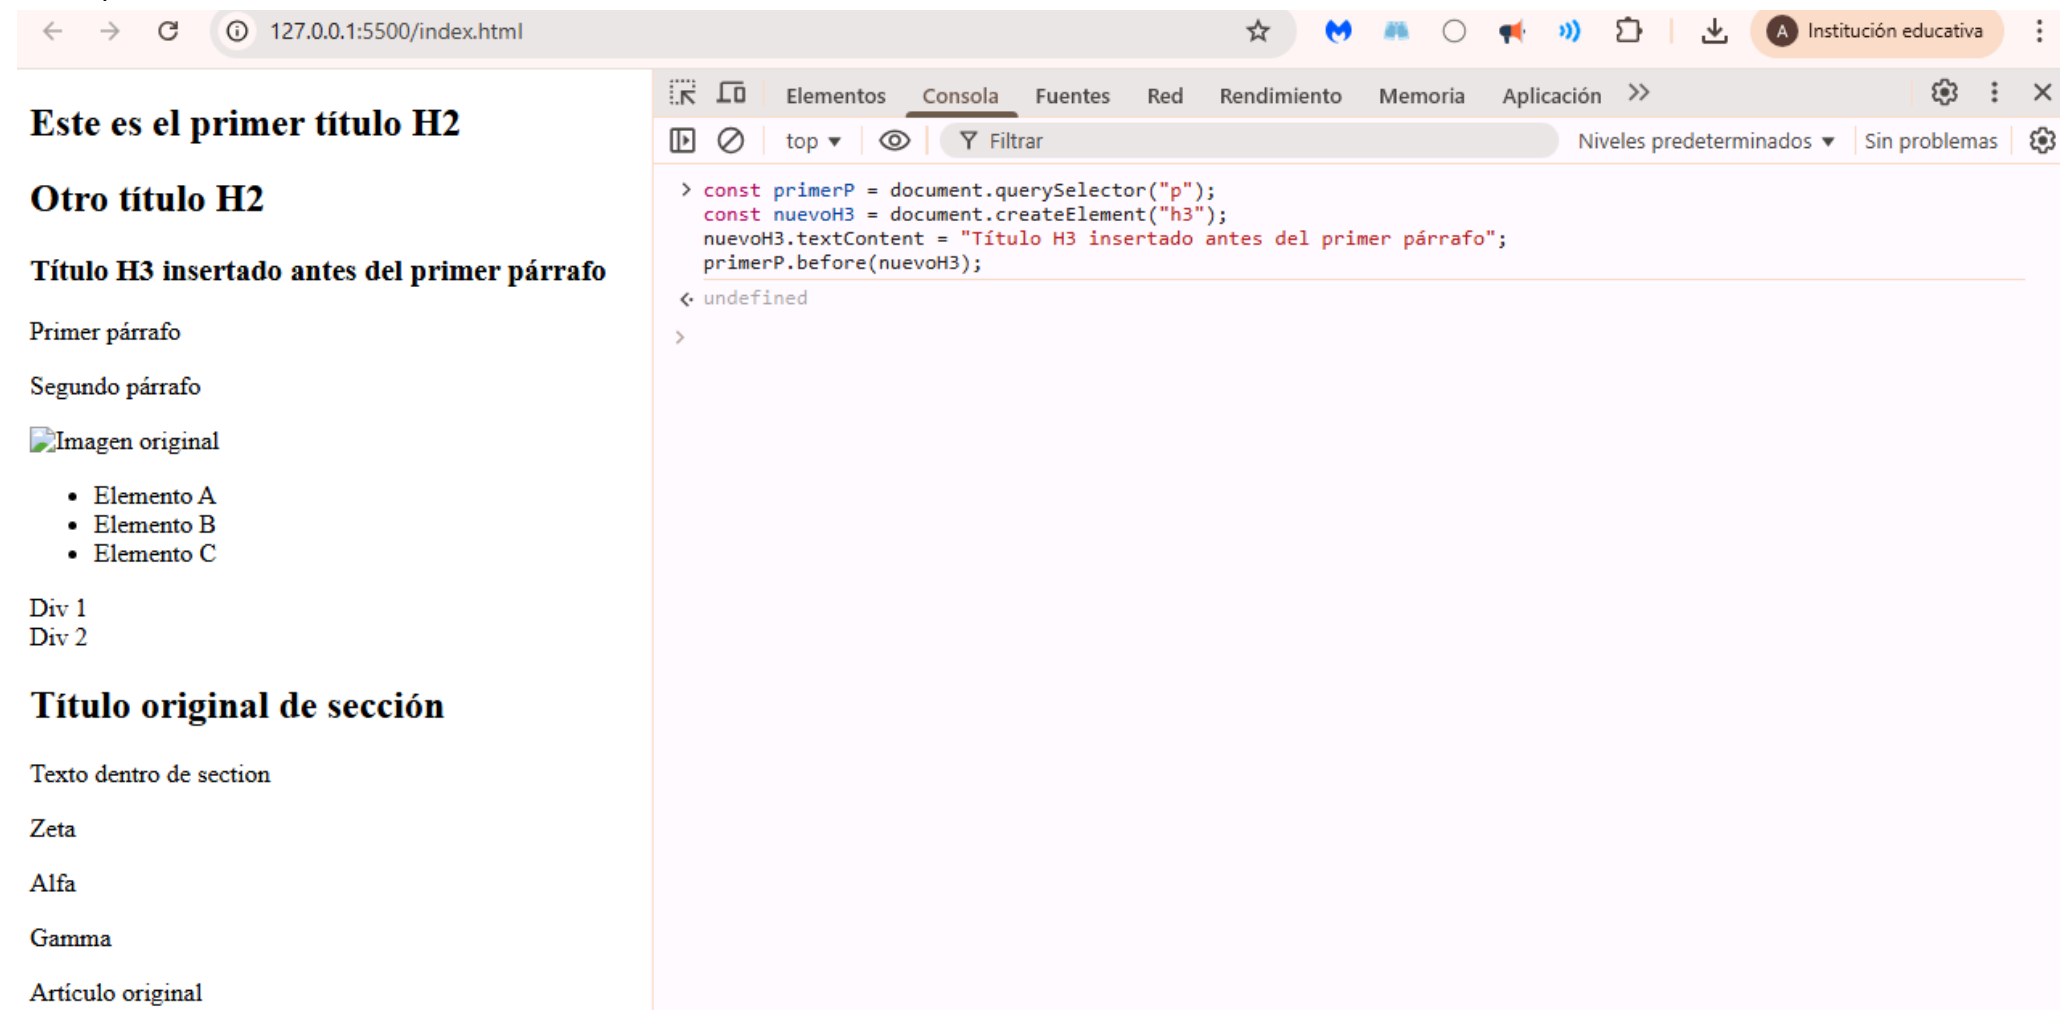 127.0.0.1:5500/index.html
A Institución educativa
Elementos Consola Fuentes Red Rendimiento Memoria Aplicación
top Filtrar Niveles predeterminados Sin problemas
Este es el primer título H2
Otro título H2
Título H3 insertado antes del primer párrafo
Primer párrafo
Segundo párrafo
Imagen original
Elemento A
Elemento B
Elemento C
Div 1
Div 2
Título original de sección
Texto dentro de section
Zeta
Alfa
Gamma
Artículo original
const primerP = document.querySelector("p");
const nuevoH3 = document.createElement("h3");
nuevoH3.textContent = "Título H3 insertado antes del primer párrafo";
primerP.before(nuevoH3);
undefined